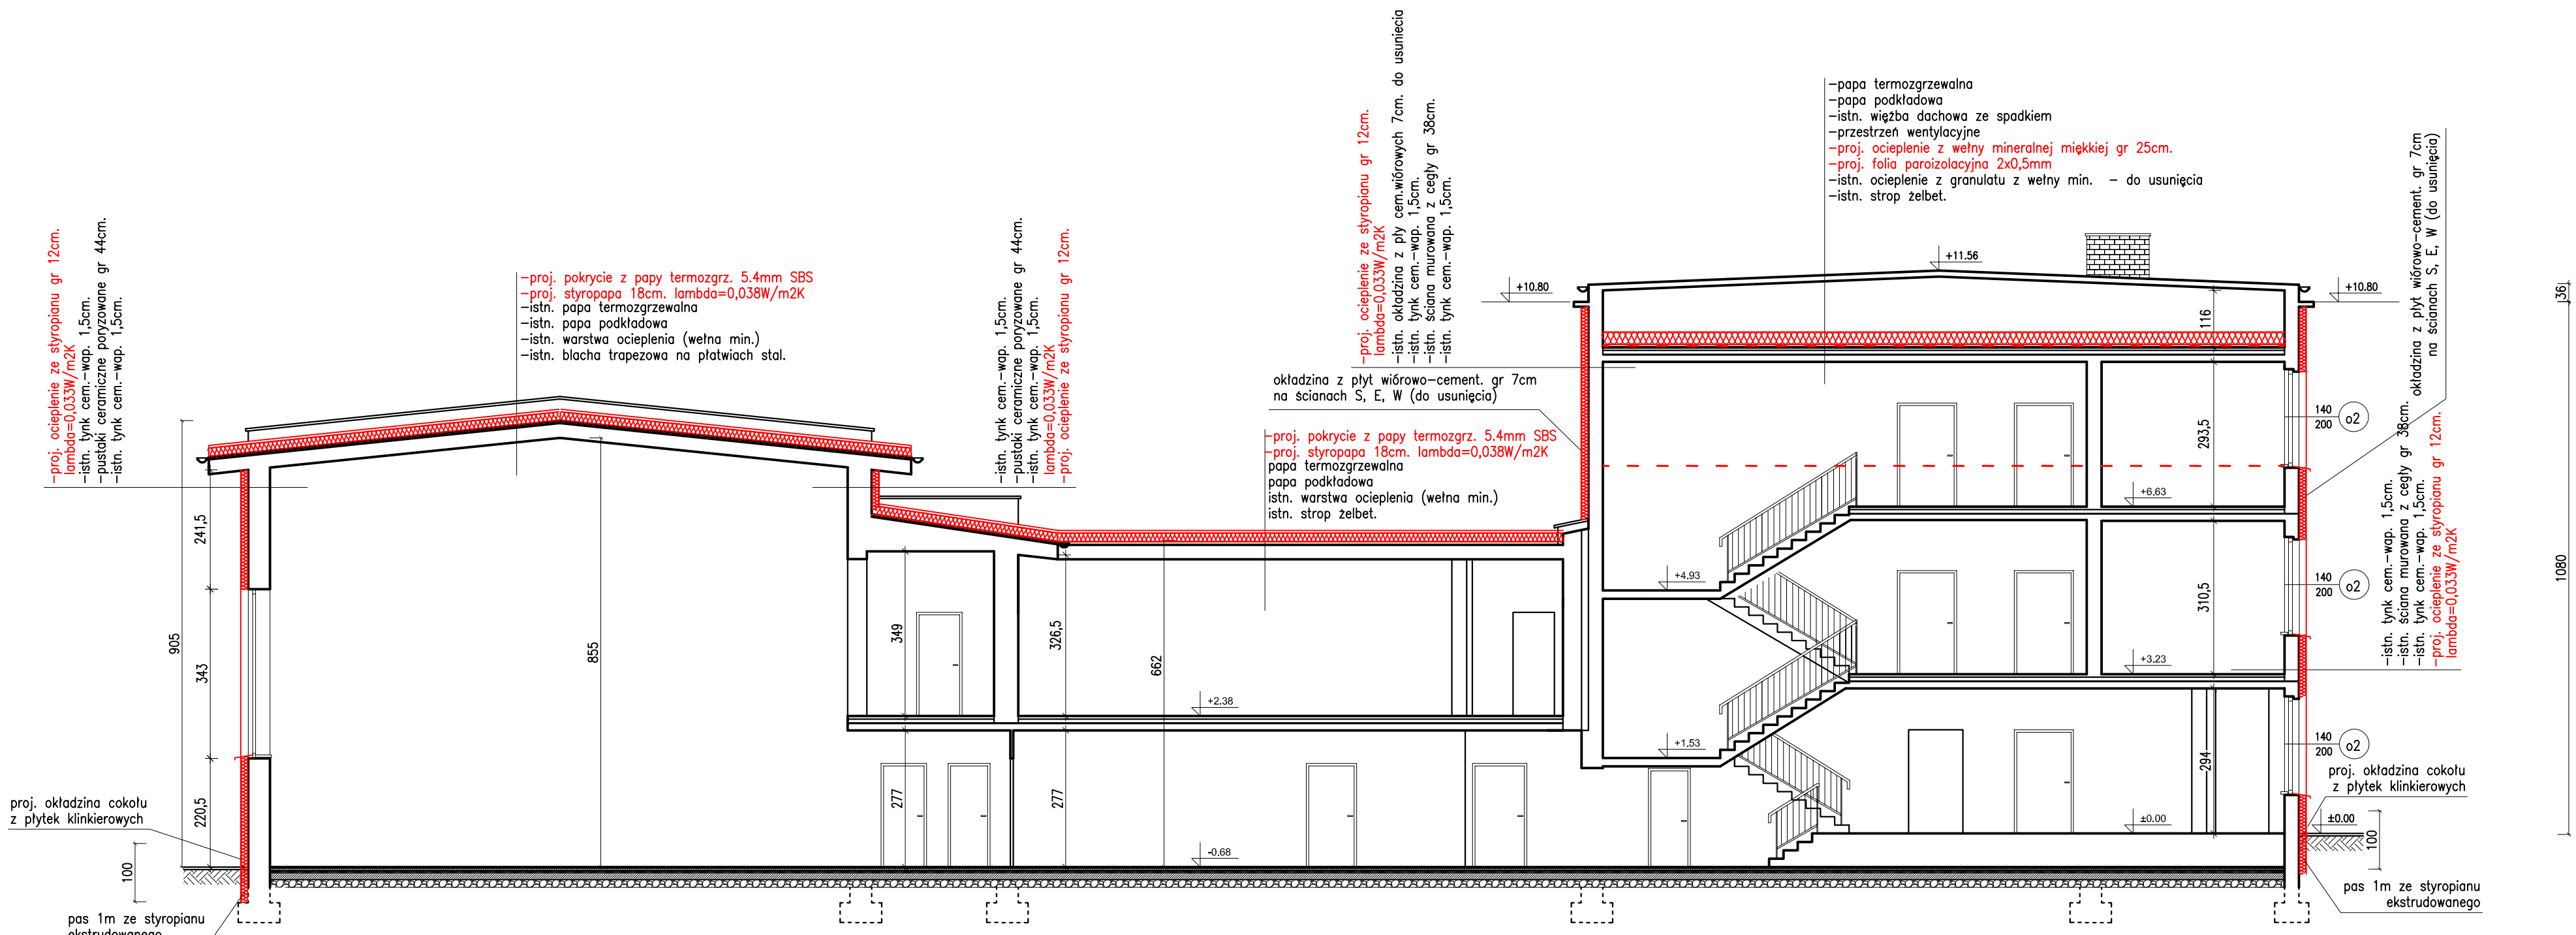 -proj. ocieplenie ze styropianu gr 12cm.
lambda=0,033W/m2K
-istn. tynk cem.-wap. 1,5cm.
-pustaki ceramiczne poryzowane gr 44cm.
-istn. tynk cem.-wap. 1,5cm.
-proj. pokrycie z papy termozgrz. 5.4mm SBS
-proj. styropapa 18cm. lambda=0,038W/m2K
-istn. papa termozgrzewalna
-istn. papa podkładowa
-istn. warstwa ocieplenia (wełna min.)
-istn. blacha trapezowa na płatwiach stal.
-istn. tynk cem.-wap. 1,5cm.
-pustaki ceramiczne poryzowane gr 44cm.
-istn. tynk cem.-wap. 1,5cm.
lambda=0,033W/m2K
-proj. ocieplenie ze styropianu gr 12cm.
-proj. ocieplenie ze styropianu gr 12cm.
lambda=0,033W/m2K
-istn. okładzina z pły cem.wiórowych 7cm. do usuniecia
-istn. tynk cem.-wap. 1,5cm.
-istn. ściana murowana z cegły gr 38cm.
-istn. tynk cem.-wap. 1,5cm.
okładzina z płyt wiórowo-cement. gr 7cm
na ścianach S, E, W (do usunięcia)
-proj. pokrycie z papy termozgrz. 5.4mm SBS
-proj. styropapa 18cm. lambda=0,038W/m2K
papa termozgrzewalna
papa podkładowa
istn. warstwa ocieplenia (wełna min.)
istn. strop żelbet.
-papa termozgrzewalna
-papa podkładowa
-istn. więźba dachowa ze spadkiem
-przestrzeń wentylacyjne
-proj. ocieplenie z wełny mineralnej miękkiej gr 25cm.
-proj. folia paroizolacyjna 2x0,5mm
-istn. ocieplenie z granulatu z wełny min. - do usunięcia
-istn. strop żelbet.
okładzina z płyt wiórowo-cement. gr 7cm
na ścianach S, E, W (do usunięcia)
-istn. tynk cem.-wap. 1,5cm.
-istn. ściana murowana z cegły gr 38cm.
-istn. tynk cem.-wap. 1,5cm.
-proj. ocieplenie ze styropianu gr 12cm.
lambda=0,033W/m2K
+11.56
+10.80
+10.80
36
1080
116
293,5
310,5
294
140
200
o2
140
200
o2
140
200
o2
+6,63
+4.93
+3.23
+1.53
±0.00
±0.00
+2.38
-0.68
905
241,5
343
220,5
100
855
349
277
326,5
277
662
100
proj. okładzina cokołu
z płytek klinkierowych
pas 1m ze styropianu
ekstrudowanego
proj. okładzina cokołu
z płytek klinkierowych
pas 1m ze styropianu
ekstrudowanego